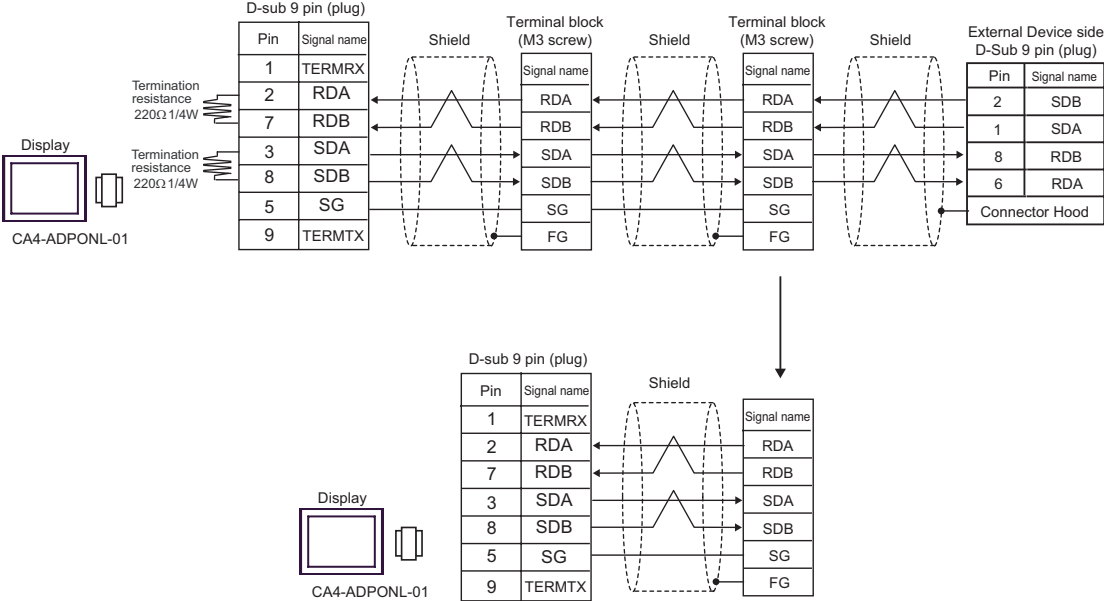 D-sub 9 pin (plug)
Pin Signal name
1 TERMRX
2 RDA
7 RDB
3 SDA
8 SDB
5 SG
9 TERMTX
Termination
resistance
220Ω 1/4W
Termination
resistance
220Ω 1/4W
Display
CA4-ADPONL-01
Shield
Terminal block
(M3 screw)
Signal name
RDA
RDB
SDA
SDB
SG
FG
Shield
Terminal block
(M3 screw)
Signal name
RDA
RDB
SDA
SDB
SG
FG
Shield
External Device side
D-Sub 9 pin (plug)
Pin Signal name
2 SDB
1 SDA
8 RDB
6 RDA
Connector Hood
D-sub 9 pin (plug)
Pin Signal name
1 TERMRX
2 RDA
7 RDB
3 SDA
8 SDB
5 SG
9 TERMTX
Display
CA4-ADPONL-01
Shield
Signal name
RDA
RDB
SDA
SDB
SG
FG